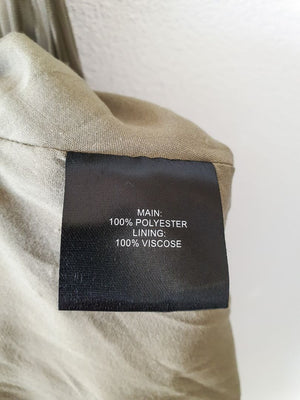 MAIN:
100% POLYESTER
LINING:
100% VISCOSE